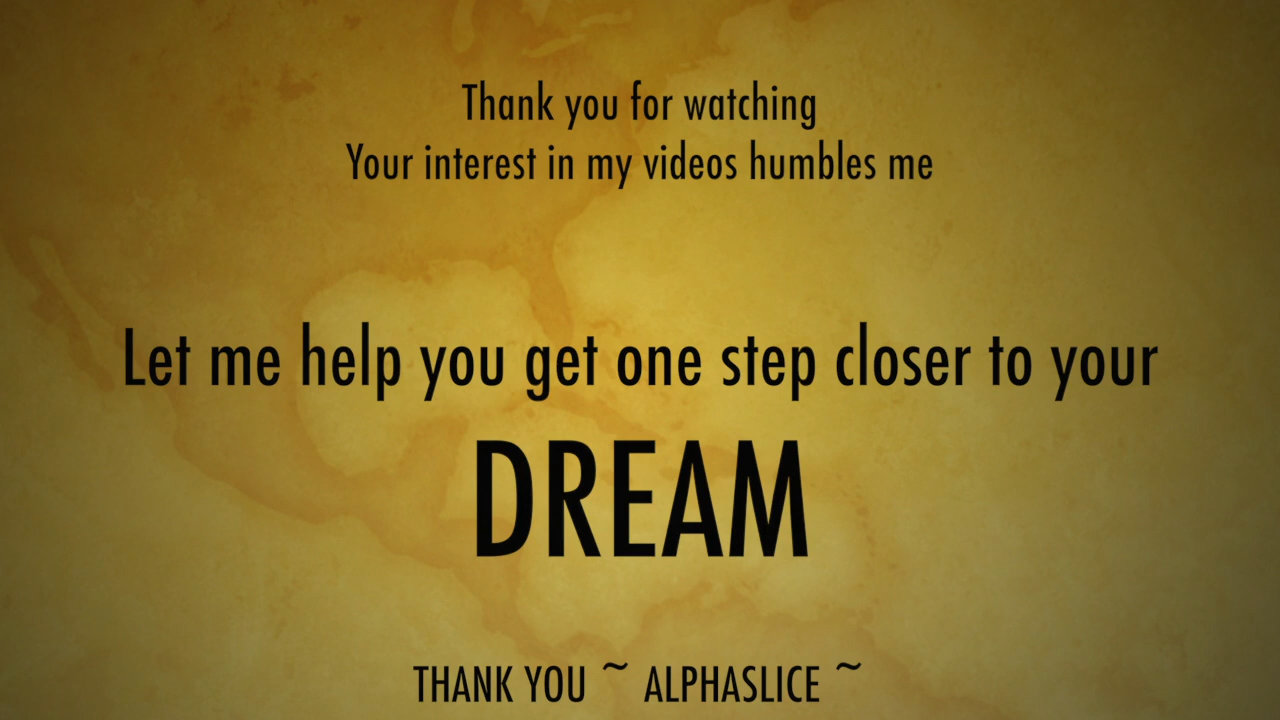 Thank you for watching
Your interest in my videos humbles me
Let me help you get one step closer to your
DREAM
THANK YOU ~ ALPHASLICE ~